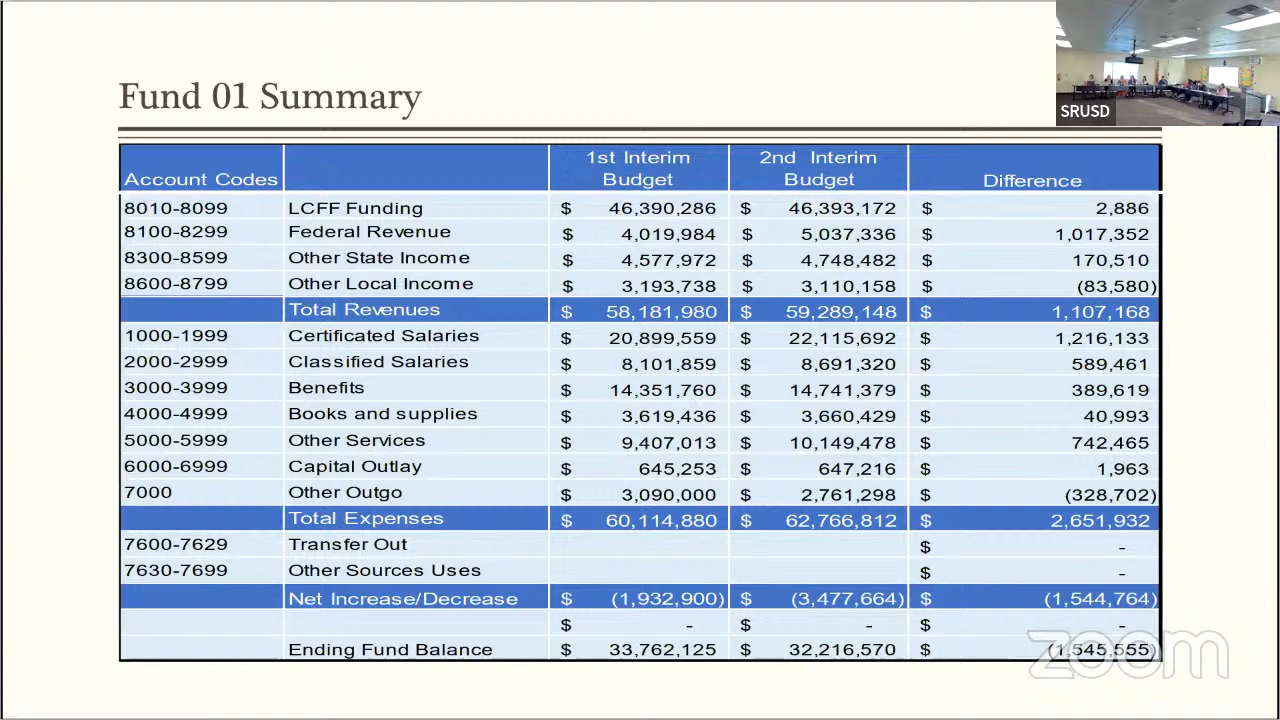 SRUSD
Fund 01 Summary
Account Codes 1st Interim Budget 2nd Interim Budget Difference
8010-8099 LCFF Funding $ 46,390,286 $ 46,393,172 $ 2,886
8100-8299 Federal Revenue $ 4,019,984 $ 5,037,336 $ 1,017,352
8300-8599 Other State Income $ 4,577,972 $ 4,748,482 $ 170,510
8600-8799 Other Local Income $ 3,193,738 $ 3,110,158 $ (83,580)
Total Revenues $ 58,181,980 $ 59,289,148 $ 1,107,168
1000-1999 Certificated Salaries $ 20,899,559 $ 22,115,692 $ 1,216,133
2000-2999 Classified Salaries $ 8,101,859 $ 8,691,320 $ 589,461
3000-3999 Benefits $ 14,351,760 $ 14,741,379 $ 389,619
4000-4999 Books and supplies $ 3,619,436 $ 3,660,429 $ 40,993
5000-5999 Other Services $ 9,407,013 $ 10,149,478 $ 742,465
6000-6999 Capital Outlay $ 645,253 $ 647,216 $ 1,963
7000 Other Outgo $ 3,090,000 $ 2,761,298 $ (328,702)
Total Expenses $ 60,114,880 $ 62,766,812 $ 2,651,932
7600-7629 Transfer Out $ -
7630-7699 Other Sources Uses $ -
Net Increase/Decrease $ (1,932,900) $ (3,477,664) $ (1,544,764)
$ - $ - $ -
Ending Fund Balance $ 33,762,125 $ 32,216,570 $ (1,545,555)
zoom